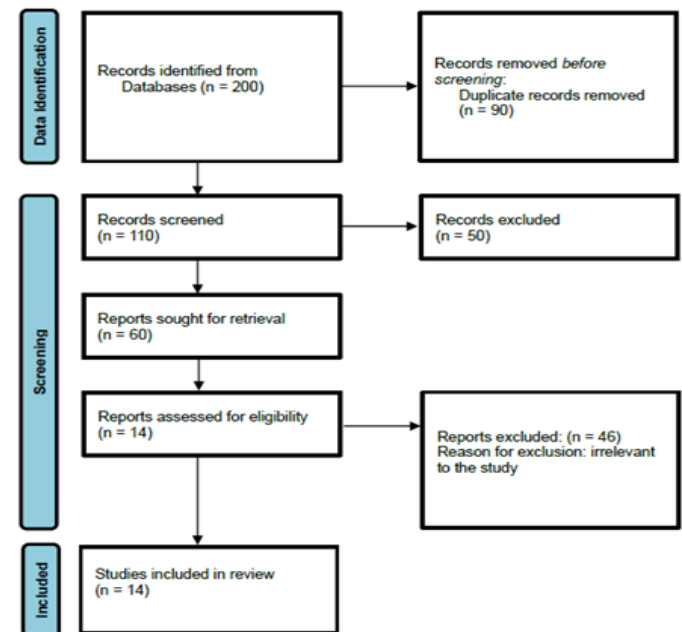 Data Identification
Records identified from
Databases (n = 200)
Records removed before
screening:
Duplicate records removed
(n = 90)
Screening
Records screened
(n = 110)
Records excluded
(n = 50)
Reports sought for retrieval
(n = 60)
Reports assessed for eligibility
(n = 14)
Reports excluded: (n = 46)
Reason for exclusion: irrelevant
to the study
Included
Studies included in review
(n = 14)